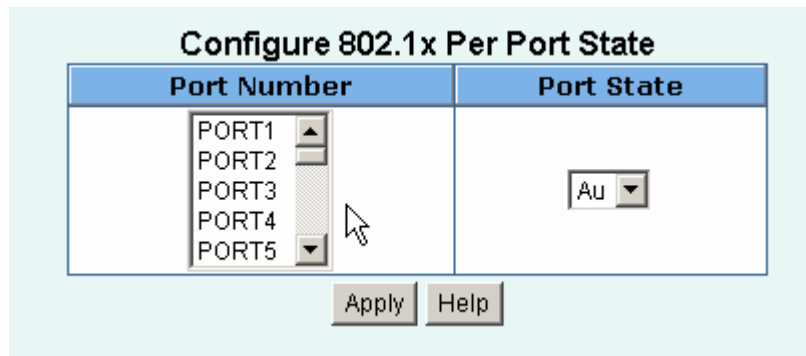 Configure 802.1x Per Port State
Port Number Port State
PORT1
PORT2
PORT3
PORT4
PORT5
Au
Apply Help